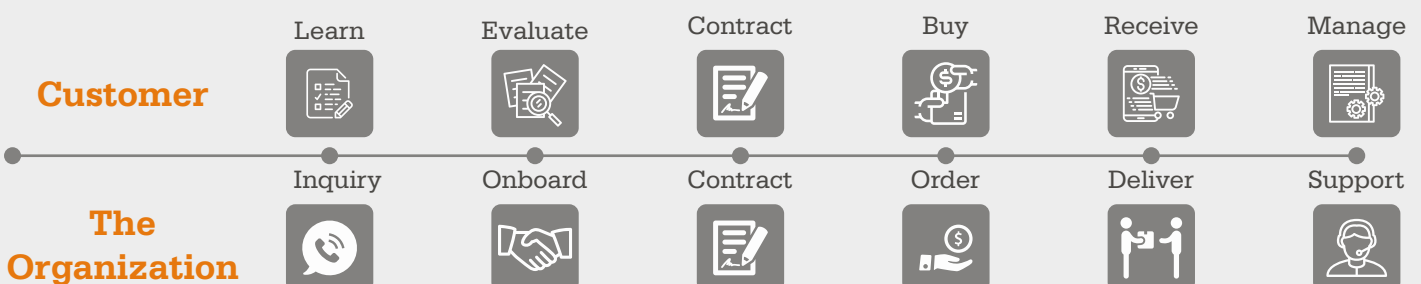 Learn
Evaluate
Contract
Buy
Receive
Manage
Customer
Inquiry
Onboard
Contract
Order
Deliver
Support
The
Organization